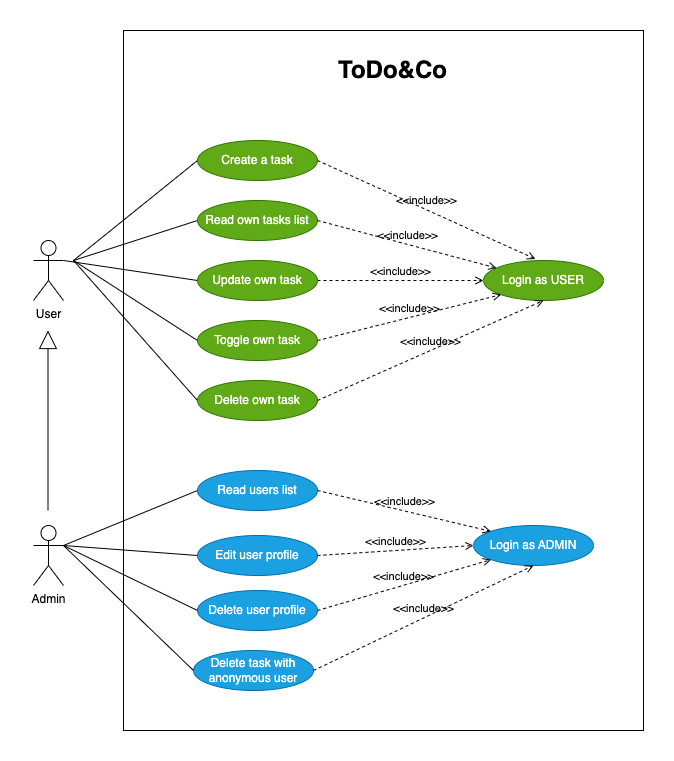 ToDo&Co
Create a task
<<include>>
Read own tasks list
<<include>>
Update own task
<<include>>
Login as USER
User
Toggle own task
<<include>>
Delete own task
<<include>>
Read users list
<<include>>
Edit user profile
<<include>>
Login as ADMIN
Admin
Delete user profile
<<include>>
Delete task with
anonymous user
<<include>>